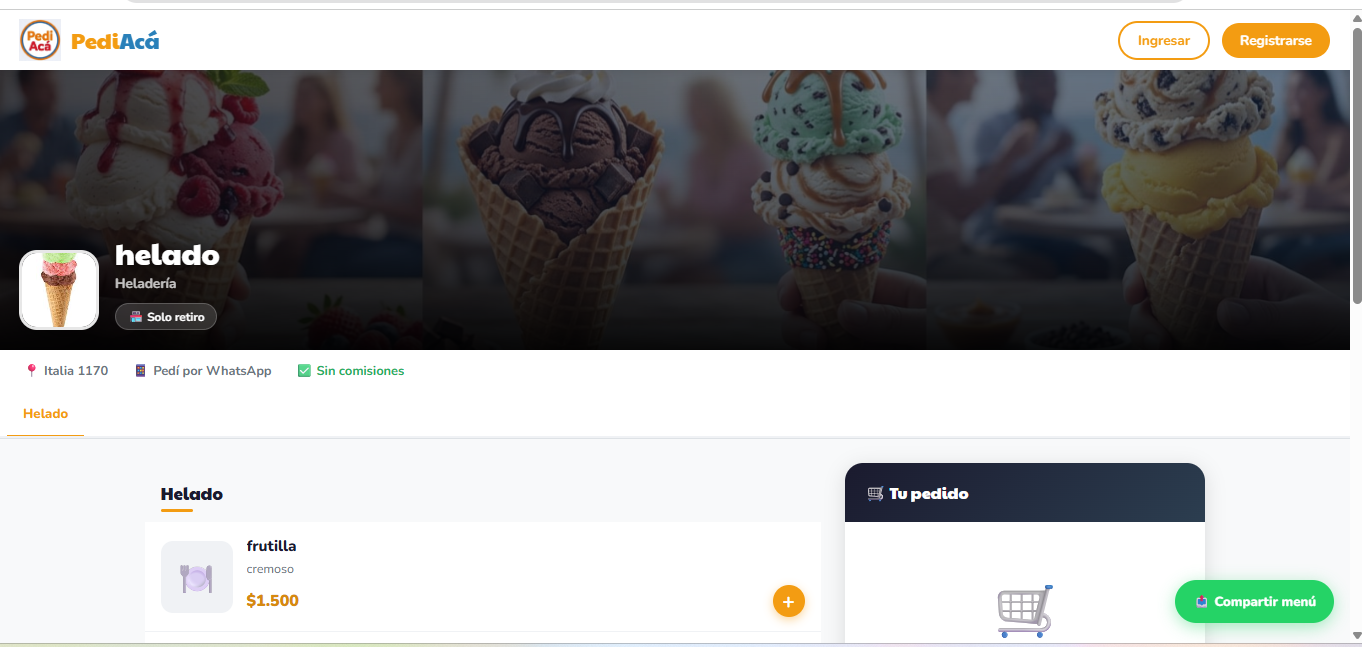 Pedi
Acá
PediAcá
Ingresar
Registrarse
helado
Heladería
Solo retiro
Italia 1170
Pedí por WhatsApp
Sin comisiones
Helado
Helado
Tu pedido
frutilla
cremoso
$1.500
+
Compartir menú